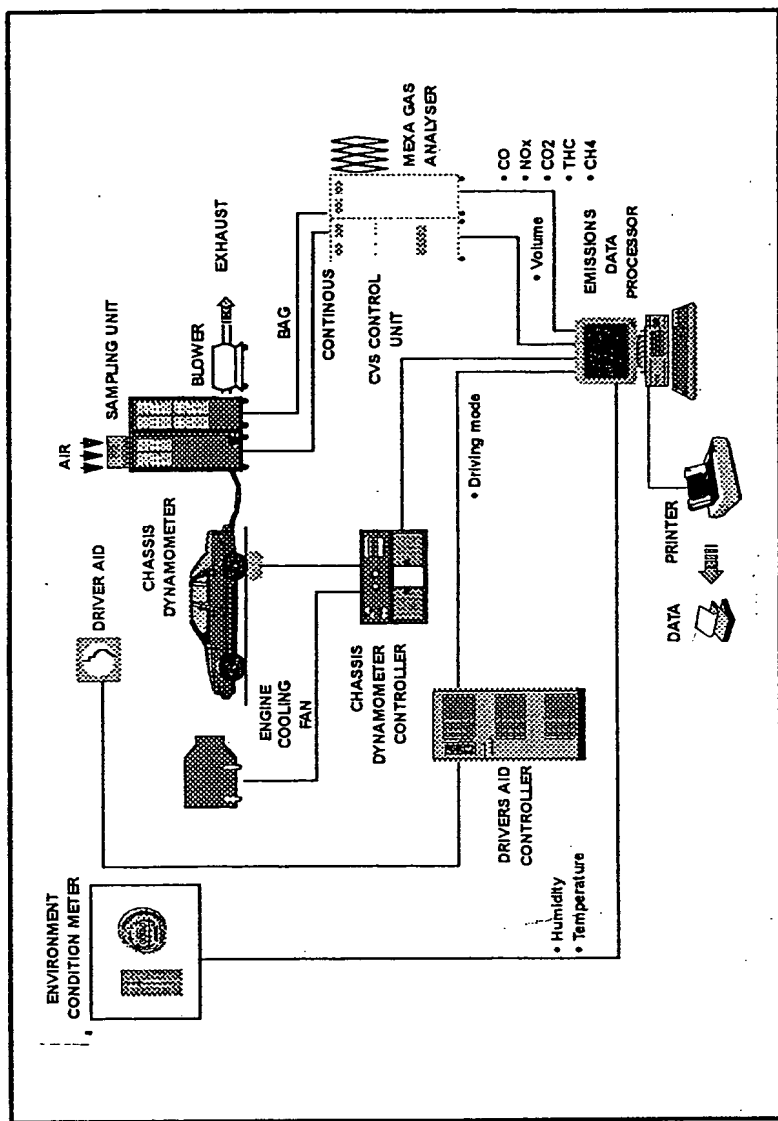 ENVIRONMENT
CONDITION METER
DRIVER AID
AIR
SAMPLING UNIT
CHASSIS
DYNAMOMETER
BLOWER
EXHAUST
ENGINE
COOLING
FAN
BAG
CONTINOUS
CVS CONTROL
UNIT
MEXA GAS
ANALYSER
CHASSIS
DYNAMOMETER
CONTROLLER
DRIVERS AID
CONTROLLER
• Driving mode
• Volume
• CO
• NOx
• CO2
• THC
• CH4
• Humidity
• Temperature
EMISSIONS
DATA
PROCESSOR
PRINTER
DATA